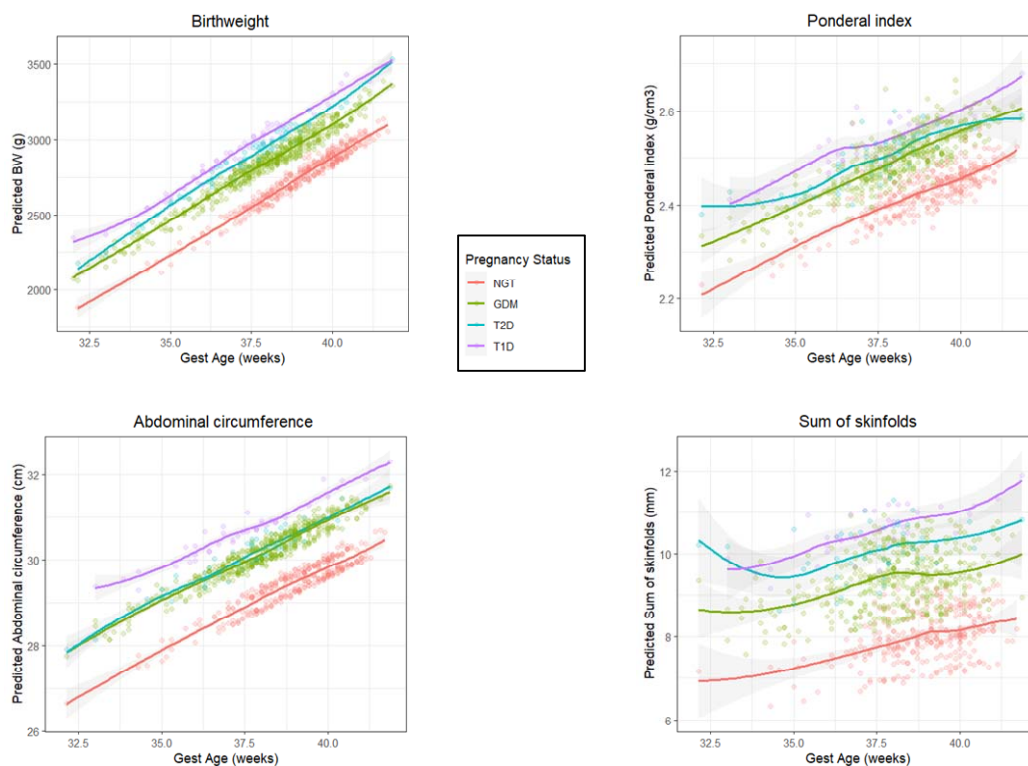 Birthweight
Predicted BW (g)
3500
3000
2500
2000
32.5 35.0 37.5 40.0
Gest Age (weeks)
Ponderal index
Predicted Ponderal index (g/cm3)
2.6
2.4
2.2
32.5 35.0 37.5 40.0
Gest Age (weeks)
Pregnancy Status
NGT
GDM
T2D
T1D
Abdominal circumference
Predicted Abdominal circumference (cm)
32
30
28
26
32.5 35.0 37.5 40.0
Gest Age (weeks)
Sum of skinfolds
Predicted Sum of skinfolds (mm)
12
10
8
6
32.5 35.0 37.5 40.0
Gest Age (weeks)